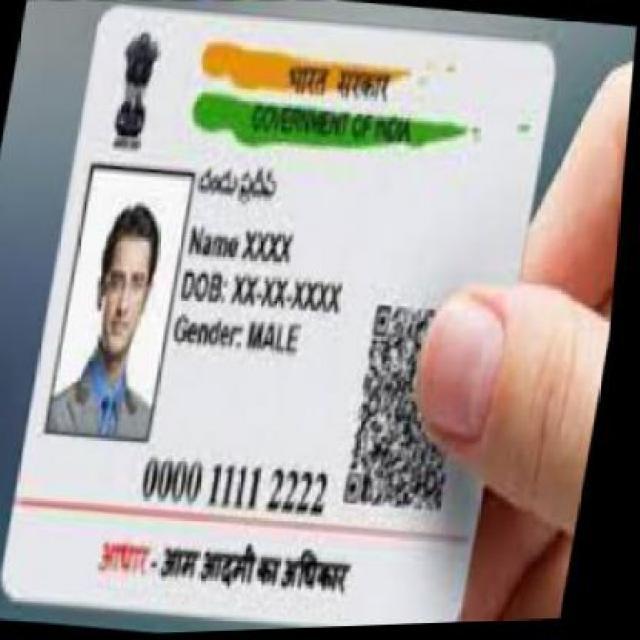 भारत सरकार
GOVERNMENT OF INDIA
Name XXXX
DOB: XX-XX-XXXX
Gender: MALE
0000 1111 2222
आधार - आम आदमी का अधिकार